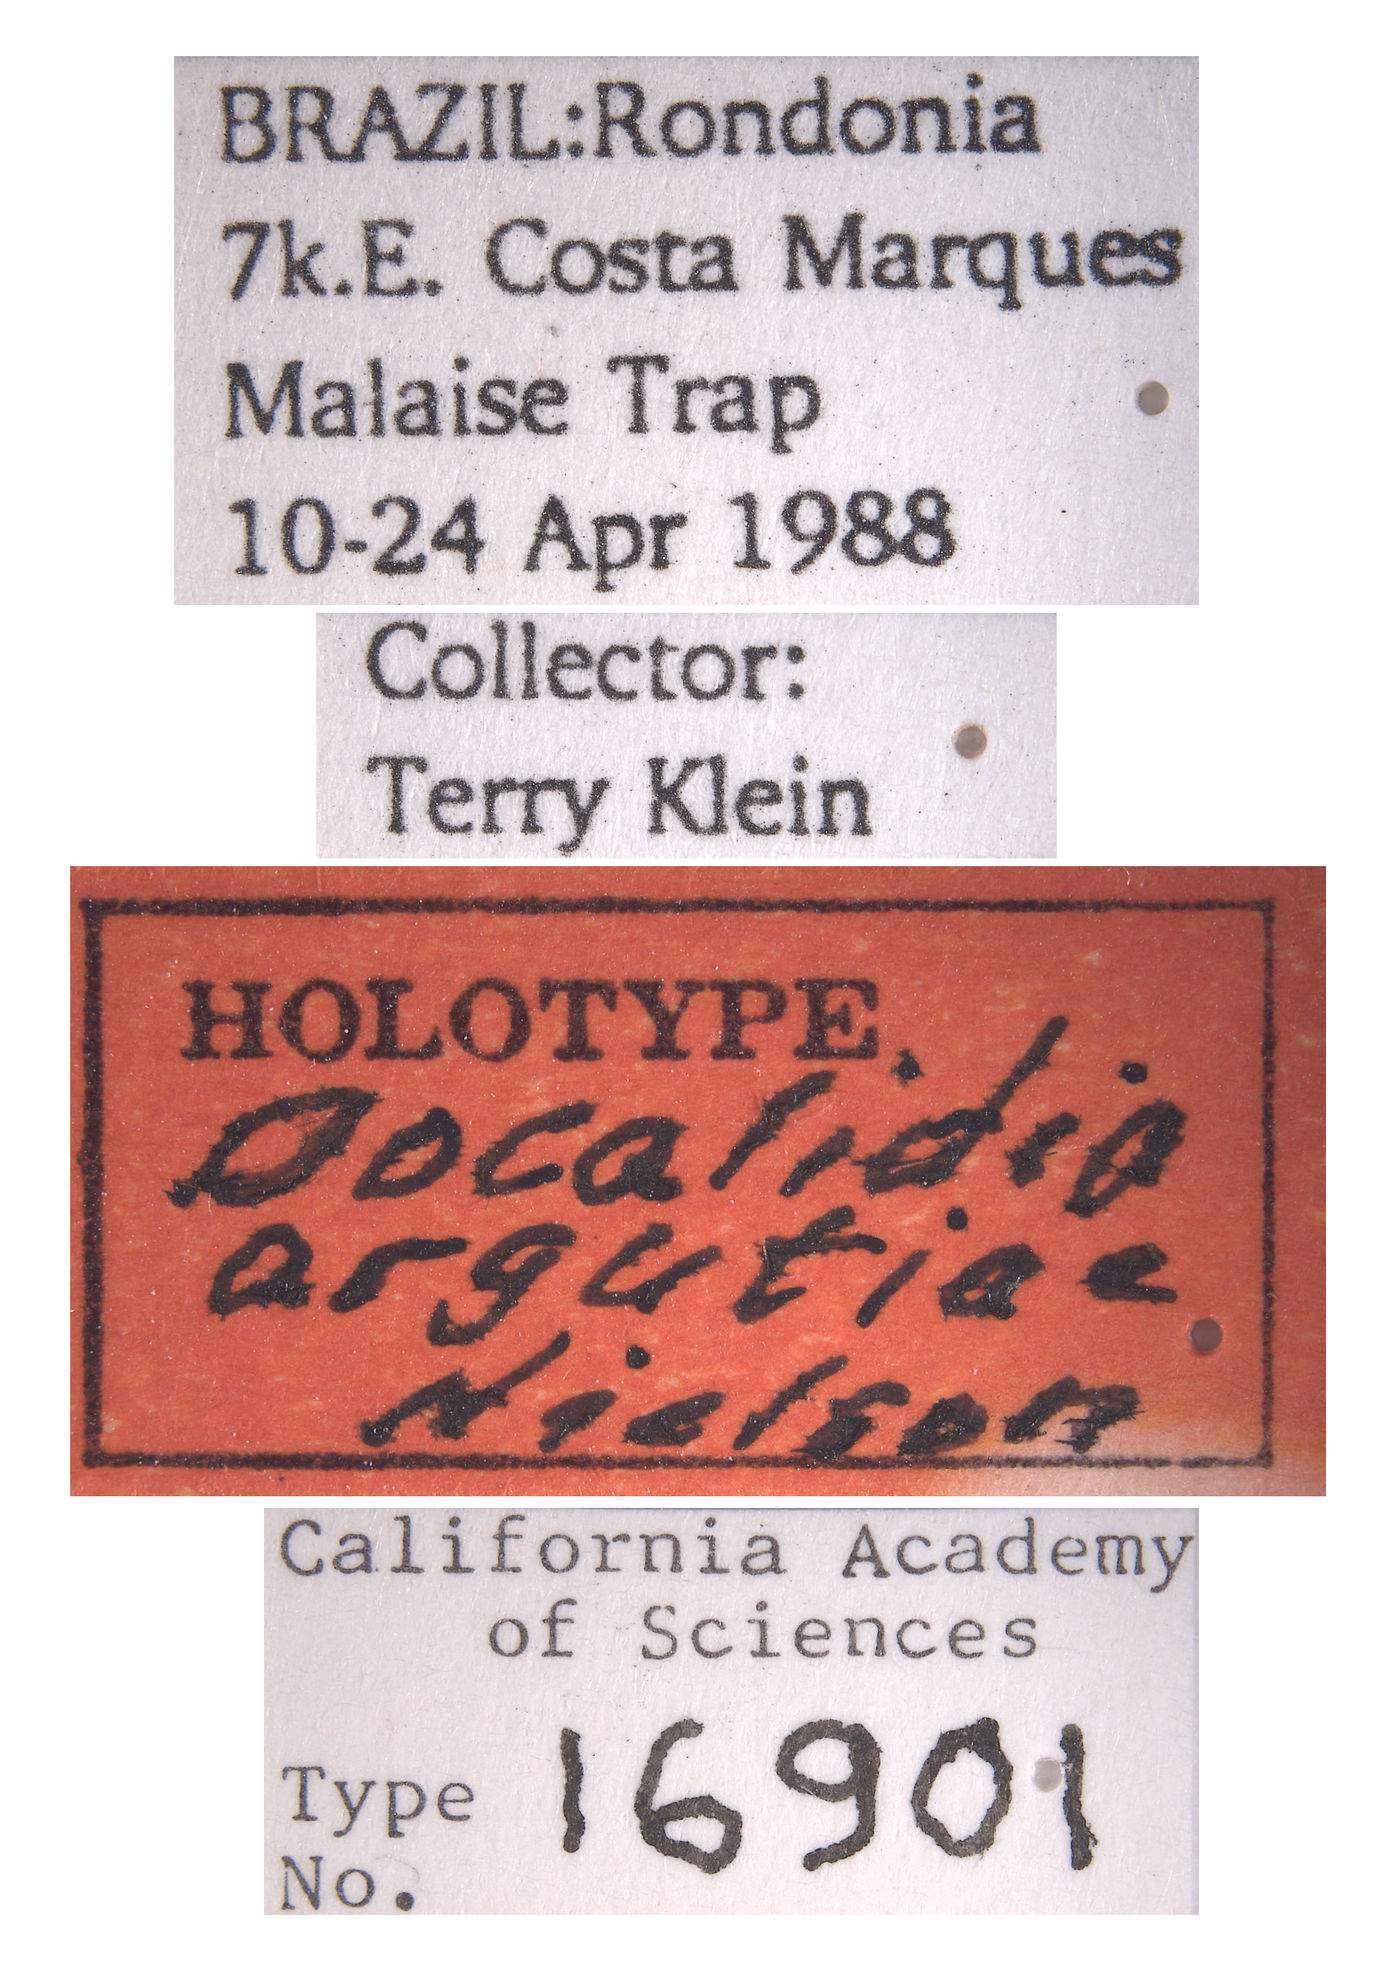 BRAZIL:Rondonia
7k.E. Costa Marques
Malaise Trap
10-24 Apr 1988
Collector:
Terry Klein
HOLOTYPE
Docalidia
argutiae
Nielson
California Academy
of Sciences
Type
No. 16901